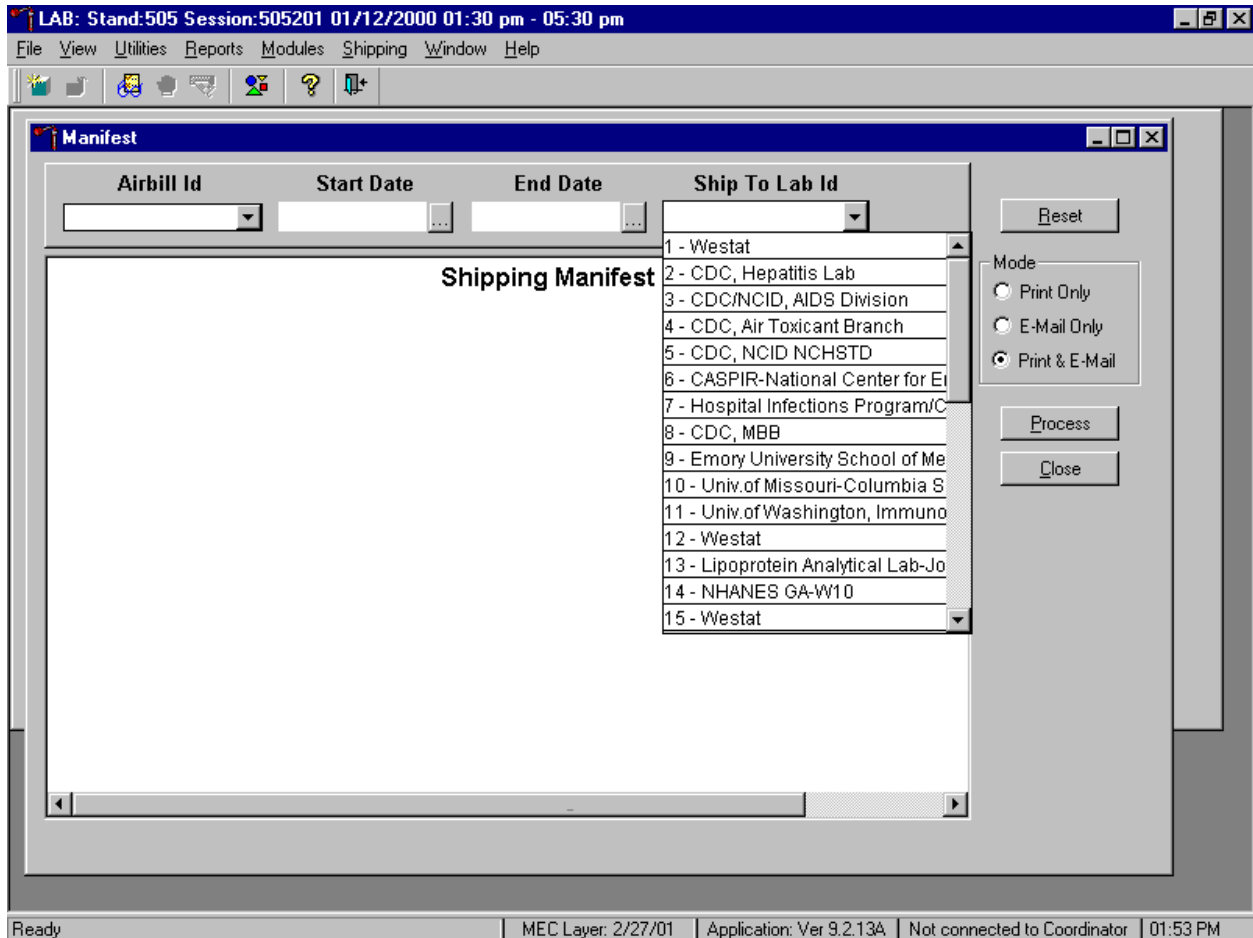 LAB: Stand:505 Session:505201 01/12/2000 01:30 pm - 05:30 pm
File View Utilities Reports Modules Shipping Window Help
Manifest
Airbill Id Start Date End Date Ship To Lab Id
... ...
Reset
Shipping Manifest
1 - Westat
2 - CDC, Hepatitis Lab
3 - CDC/NCID, AIDS Division
4 - CDC, Air Toxicant Branch
5 - CDC, NCID NCHSTD
6 - CASPIR-National Center for Er
7 - Hospital Infections Program/C
8 - CDC, MBB
9 - Emory University School of Me
10 - Univ.of Missouri-Columbia S
11 - Univ.of Washington, Immuno
12 - Westat
13 - Lipoprotein Analytical Lab-Jo
14 - NHANES GA-W10
15 - Westat
Mode
Print Only
E-Mail Only
Print & E-Mail
Process
Close
Ready MEC Layer: 2/27/01 Application: Ver 9.2.13A Not connected to Coordinator 01:53 PM